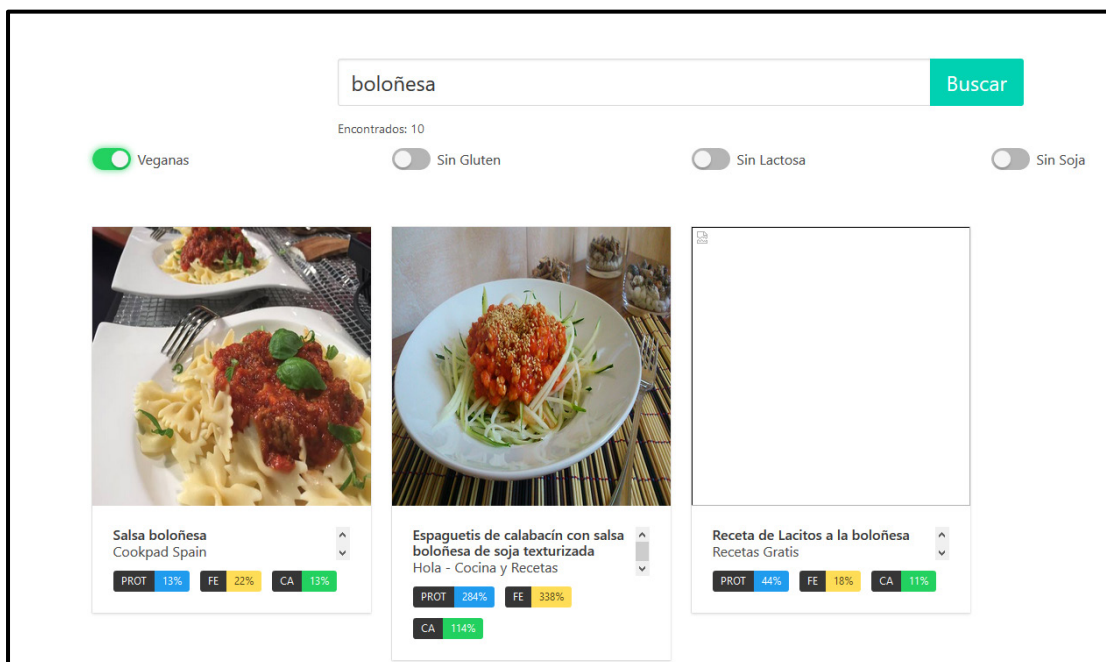 boloñesa
Buscar
Encontrados: 10
Veganas
Sin Gluten
Sin Lactosa
Sin Soja
Salsa boloñesa
Cookpad Spain
PROT 13% FE 22% CA 13%
Espaguetis de calabacín con salsa
boloñesa de soja texturizada
Hola - Cocina y Recetas
PROT 284% FE 338%
CA 114%
Receta de Lacitos a la boloñesa
Recetas Gratis
PROT 44% FE 18% CA 11%